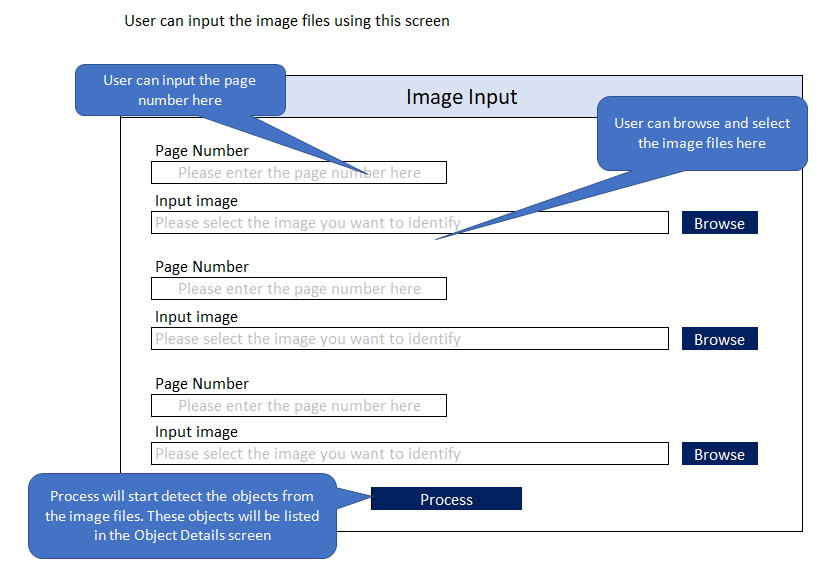 User can input the image files using this screen
User can input the page
number here
Image Input
User can browse and select
the image files here
Page Number
Please enter the page number here
Input image
Please select the image you want to identify
Browse
Page Number
Please enter the page number here
Input image
Please select the image you want to identify
Browse
Page Number
Please enter the page number here
Input image
Please select the image you want to identify
Browse
Process will start detect the objects from
the image files. These objects will be listed
in the Object Details screen
Process